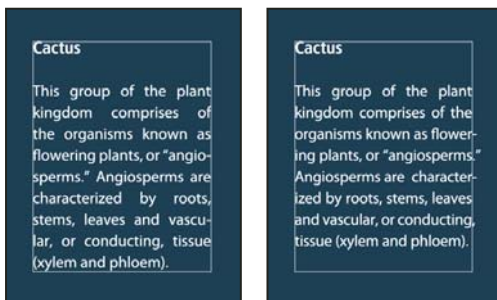 Cactus
This group of the plant
kingdom comprises of
the organisms known as
flowering plants, or “angio-
sperms.” Angiosperms are
characterized by roots,
stems, leaves and vascu-
lar, or conducting, tissue
(xylem and phloem).
Cactus
This group of the plant
kingdom comprises of the
organisms known as flower-
ing plants, or “angiosperms.”
Angiosperms are character-
ized by roots, stems, leaves
and vascular, or conducting,
tissue (xylem and phloem).